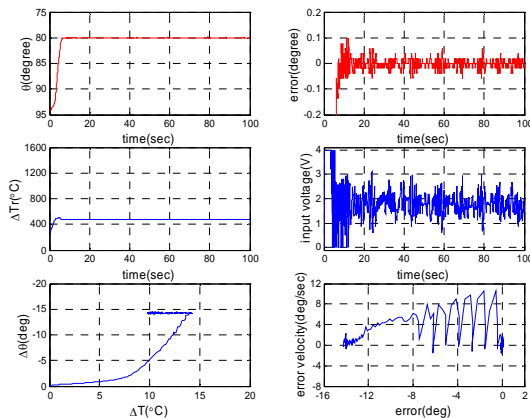 75
80
85
90
95
θ(degree)
0 20 40 60 80 100
time(sec)
0.2
0.1
0
-0.1
-0.2
error(degree)
0 20 40 60 80 100
time(sec)
1600
1200
800
400
0
ΔTr(°C)
0 20 40 60 80 100
time(sec)
4
3
2
1
0
input voltage(V)
0 20 40 60 80 100
time(sec)
-20
-15
-10
-5
0
Δθ(deg)
0 5 10 15 20
ΔT(°C)
12
8
4
0
-4
-8
error velocity(deg/sec)
-16 -12 -8 -4 0 2
error(deg)